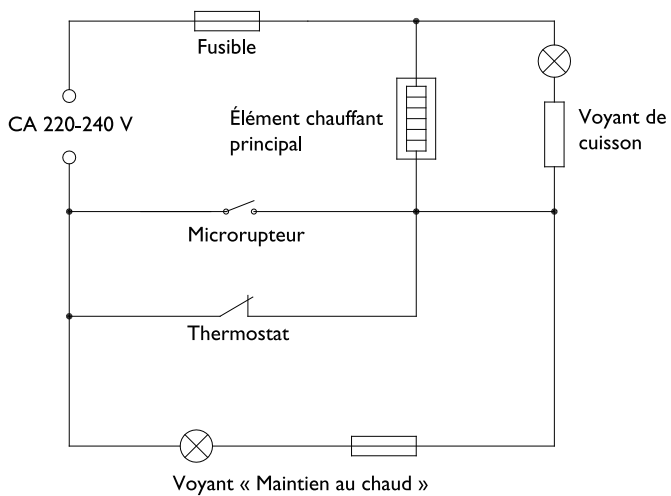 Fusible
CA 220-240 V
Élément chauffant
principal
Voyant de
cuisson
Microrupteur
Thermostat
Voyant « Maintien au chaud »